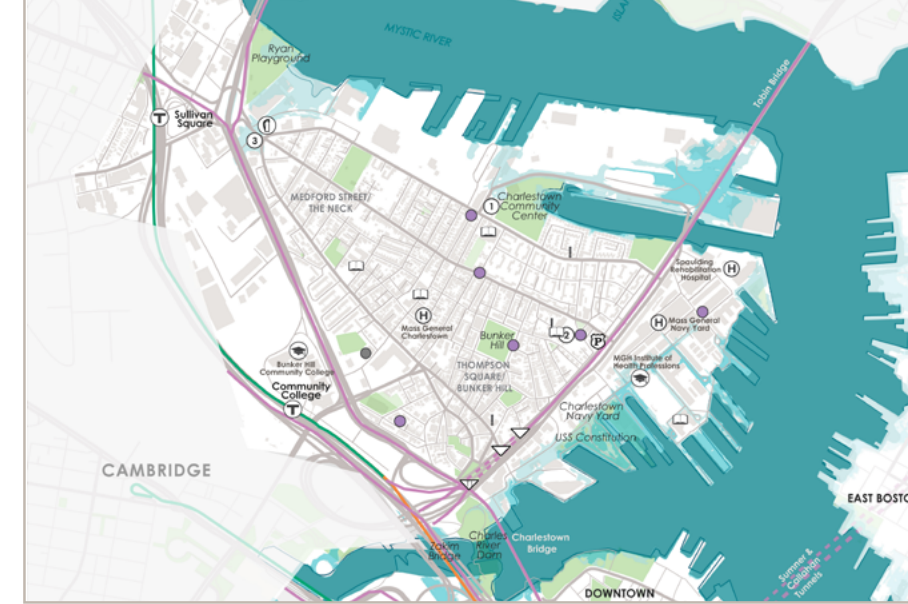 MYSTIC RIVER
Ryan
Playground
Tobin Bridge
T
Sullivan
Square
3
MEDFORD STREET/
THE NECK
1
Charlestown
Community
Center
Spaulding
Rehabilitation
Hospital
H
H
Mass General
Charlestown
H
Mass General
Navy Yard
2
P
Bunker
Hill
THOMPSON
SQUARE/
BUNKER HILL
MGH Institute of
Health Professions
Bunker Hill
Community College
Community
College
T
Charlestown
Navy Yard
USS Constitution
CAMBRIDGE
EAST BOSTO
Zakim
Bridge
Charles
River
Dam
Charlestown
Bridge
Sumner &
Callahan
Tunnels
DOWNTOWN